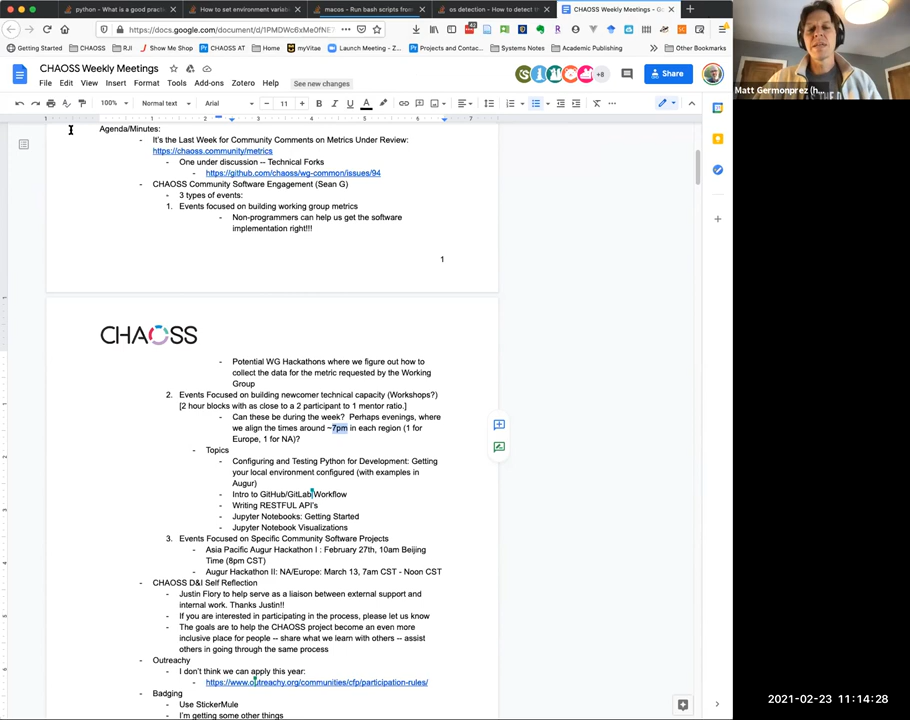 python - What is a good practi
How to set environment variabl
macos - Run bash scripts from
os detection - How to detect th
CHAOSS Weekly Meetings - Go
https://docs.google.com/document/d/1PMDWc6xMe0fNE
Getting Started
CHAOSS
RJI
Show Me Shop
CHAOSS AT
Home
myVitae
Launch Meeting - Z
Projects and Contac
Systems Notes
Academic Publishing
Other Bookmarks
CHAOSS Weekly Meetings
File Edit View Insert Format Tools Add-ons Zotero Help See new changes
+8
Share
100% Normal text Arial 11
Agenda/Minutes:
- It's the Last Week for Community Comments on Metrics Under Review:
https://chaoss.community/metrics
- One under discussion -- Technical Forks
- https://github.com/chaoss/wg-common/issues/94
- CHAOSS Community Software Engagement (Sean G)
- 3 types of events:
1. Events focused on building working group metrics
- Non-programmers can help us get the software
implementation right!!!
1
CHAOSS
- Potential WG Hackathons where we figure out how to
collect the data for the metric requested by the Working
Group
2. Events Focused on building newcomer technical capacity (Workshops?)
[2 hour blocks with as close to a 2 participant to 1 mentor ratio.]
- Can these be during the week? Perhaps evenings, where
we align the times around ~7pm in each region (1 for
Europe, 1 for NA)?
- Topics
- Configuring and Testing Python for Development: Getting
your local environment configured (with examples in
Augur)
- Intro to GitHub/GitLab Workflow
- Writing RESTFUL API's
- Jupyter Notebooks: Getting Started
- Jupyter Notebook Visualizations
3. Events Focused on Specific Community Software Projects
- Asia Pacific Augur Hackathon I : February 27th, 10am Beijing
Time (8pm CST)
- Augur Hackathon II: NA/Europe: March 13, 7am CST - Noon CST
- CHAOSS D&I Self Reflection
- Justin Flory to help serve as a liaison between external support and
internal work. Thanks Justin!!
- If you are interested in participating in the process, please let us know
- The goals are to help the CHAOSS project become an even more
inclusive place for people -- share what we learn with others -- assist
others in going through the same process
- Outreachy
- I don't think we can apply this year:
- https://www.outreachy.org/communities/cfp/participation-rules/
- Badging
- Use StickerMule
- I'm getting some other things
Matt Germonprez (h...
2021-02-23 11:14:28